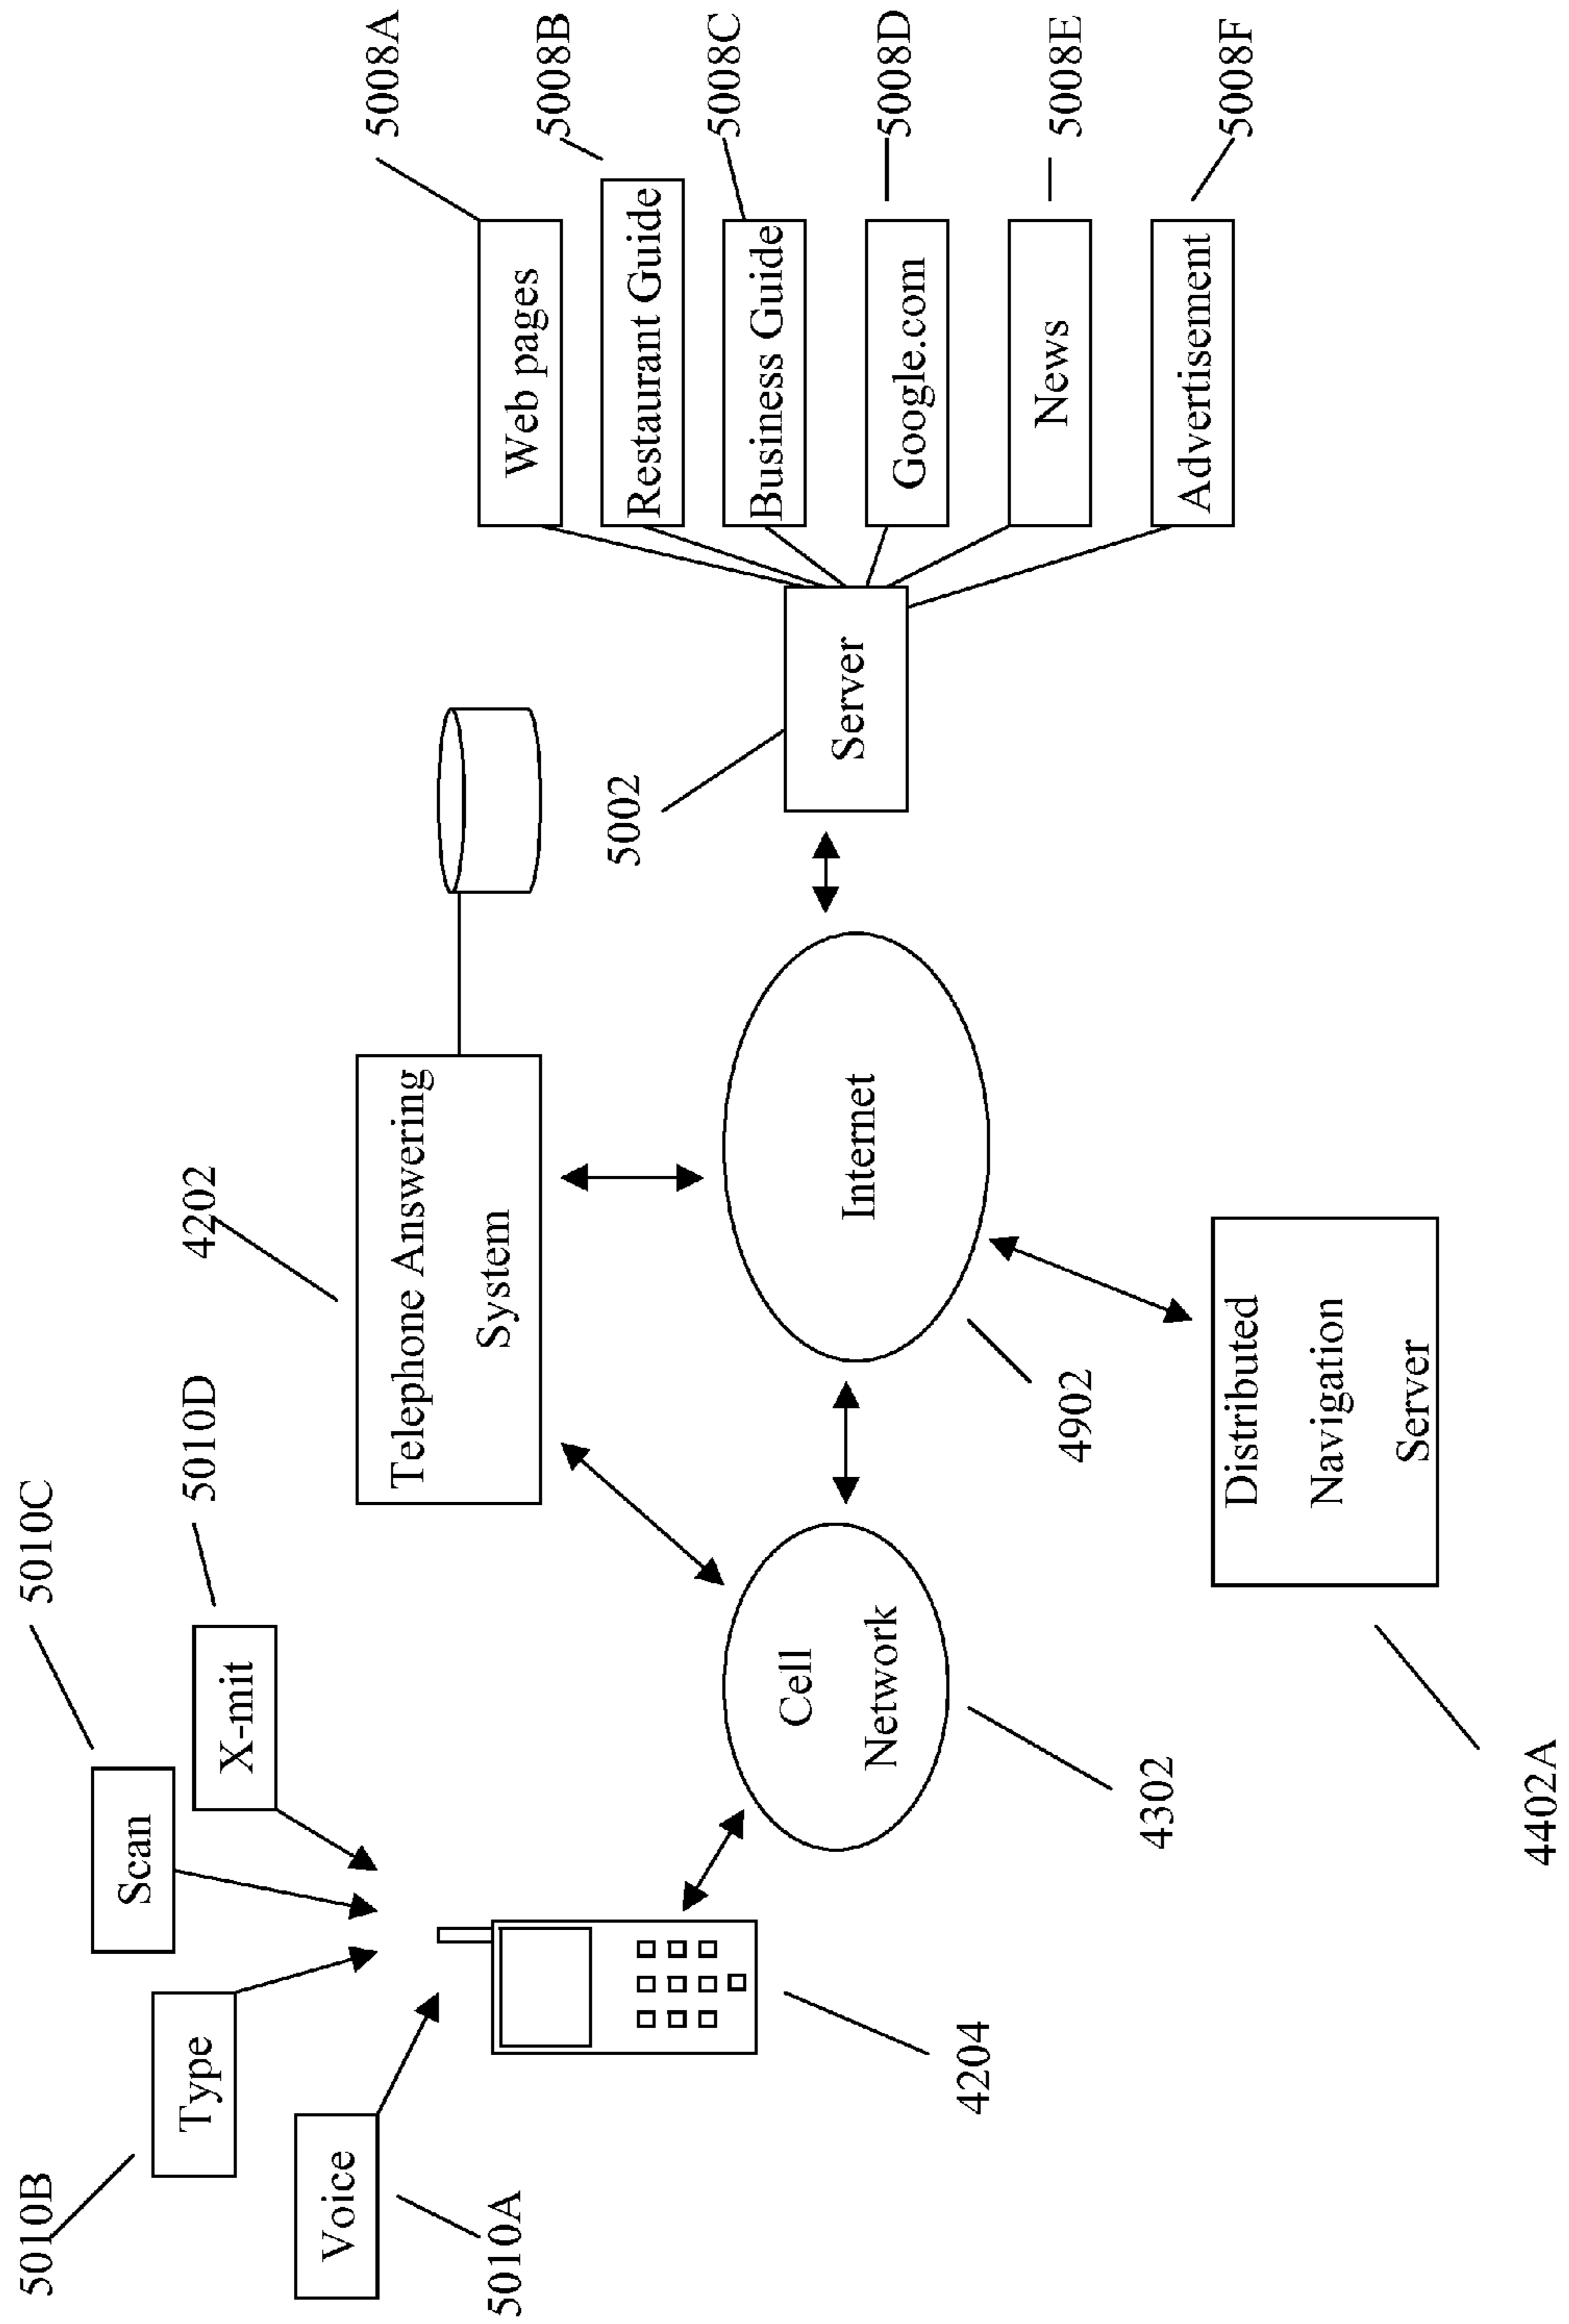 5010B
5010C
5010D
4202
Type
Scan
X-mit
Voice
5010A
Telephone Answering
System
5002
5008A
Web pages
5008B
Restaurant Guide
5008C
Business Guide
5008D
Google.com
5008E
News
5008F
Advertisement
Server
Internet
Cell
Network
4204
4302
4902
Distributed
Navigation
Server
4402A